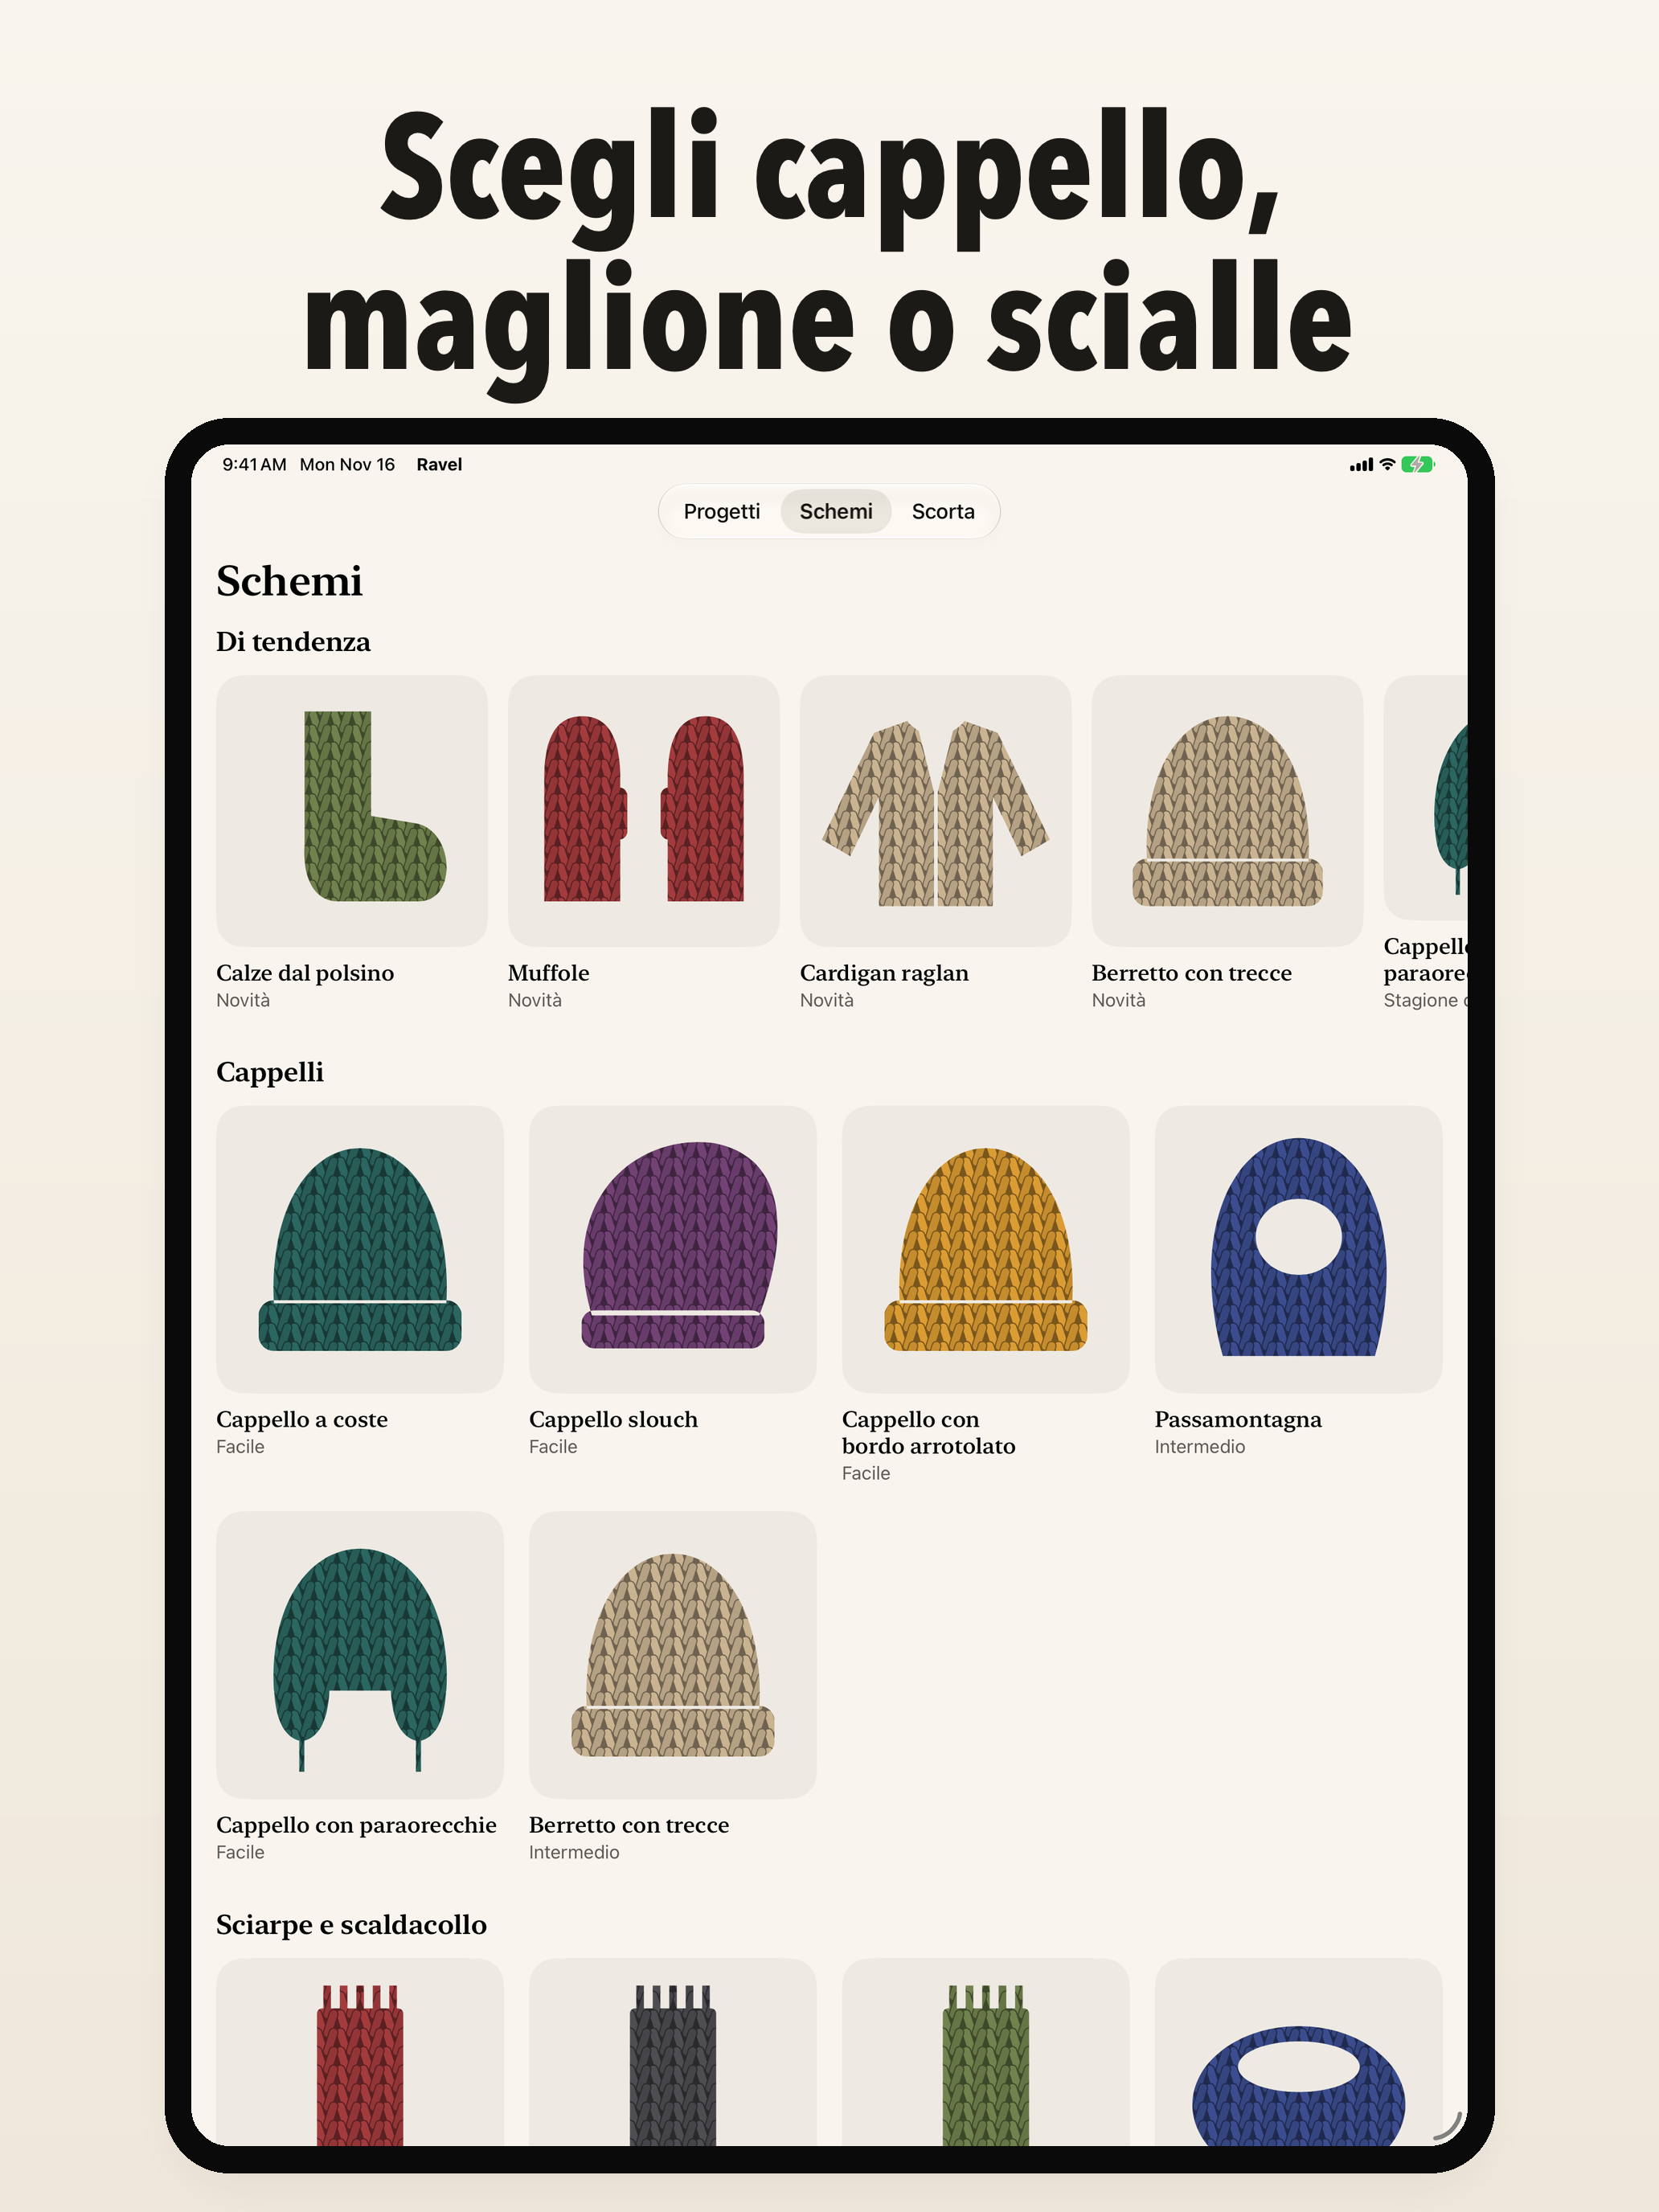 Scegli cappello,
maglione o scialle
9:41 AM Mon Nov 16 Ravel
Progetti Schemi Scorta
Schemi
Di tendenza
Calze dal polsino
Novità
Muffole
Novità
Cardigan raglan
Novità
Berretto con trecce
Novità
Cappello
Stagione
Cappelli
Cappello a coste
Facile
Cappello slouch
Facile
Cappello con
bordo arrotolato
Facile
Passamontagna
Intermedio
Cappello con paraorecchie
Facile
Berretto con trecce
Intermedio
Sciarpe e scaldacollo